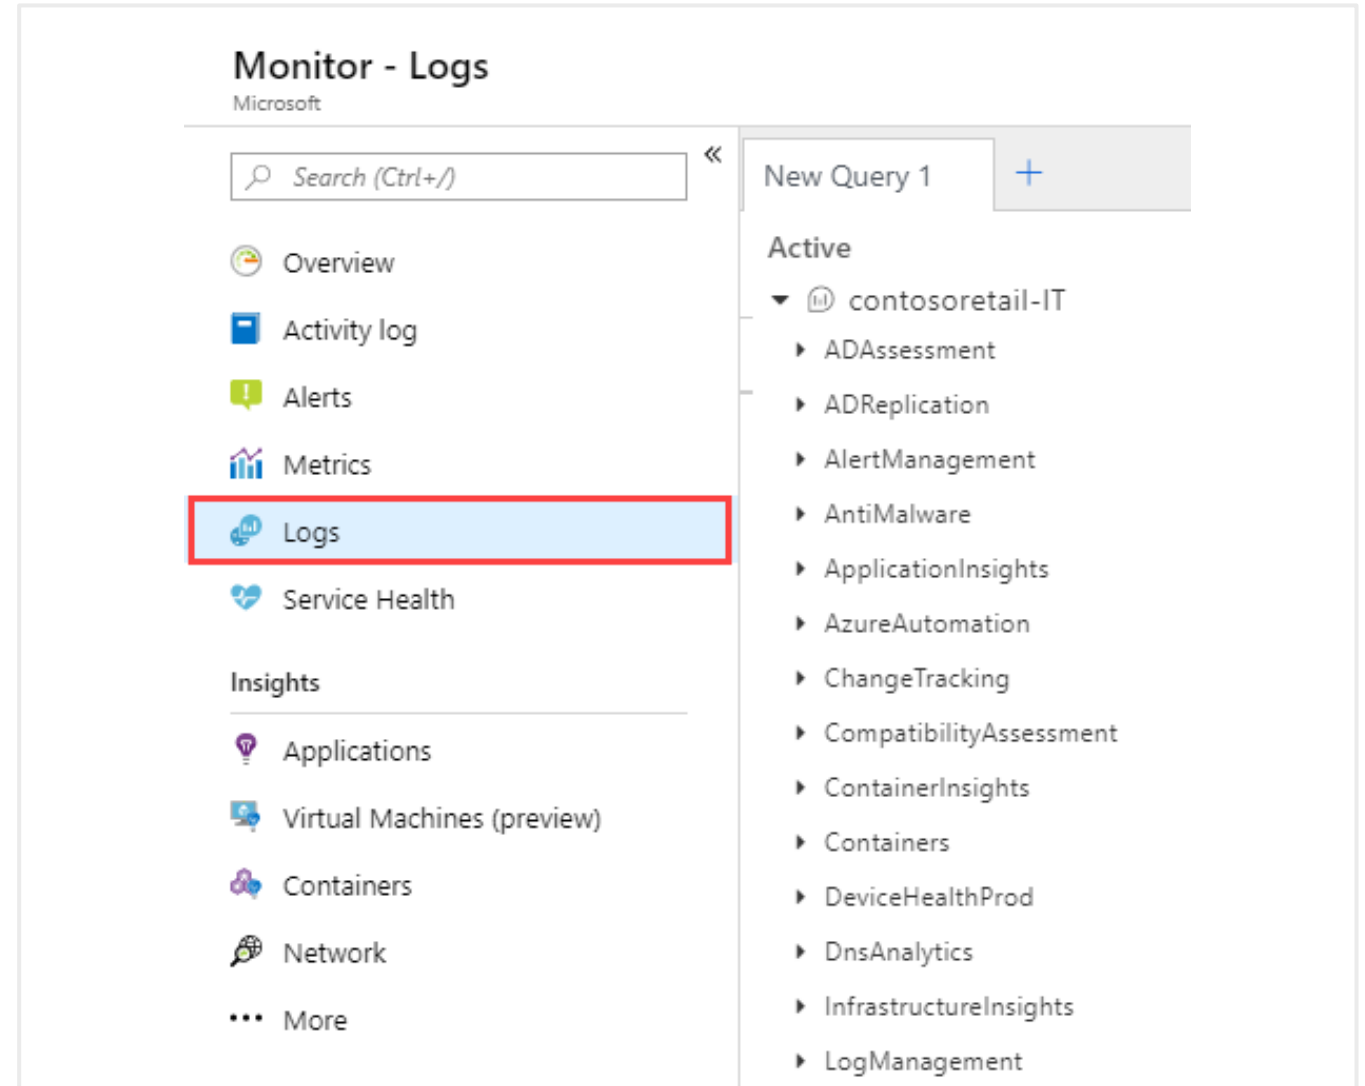 Monitor - Logs
Microsoft
Search (Ctrl+/)
Overview
Activity log
Alerts
Metrics
Logs
Service Health
Insights
Applications
Virtual Machines (preview)
Containers
Network
More
New Query 1
Active
contosoretail-IT
ADAssessment
ADReplication
AlertManagement
AntiMalware
ApplicationInsights
AzureAutomation
ChangeTracking
CompatibilityAssessment
ContainerInsights
Containers
DeviceHealthProd
DnsAnalytics
InfrastructureInsights
LogManagement